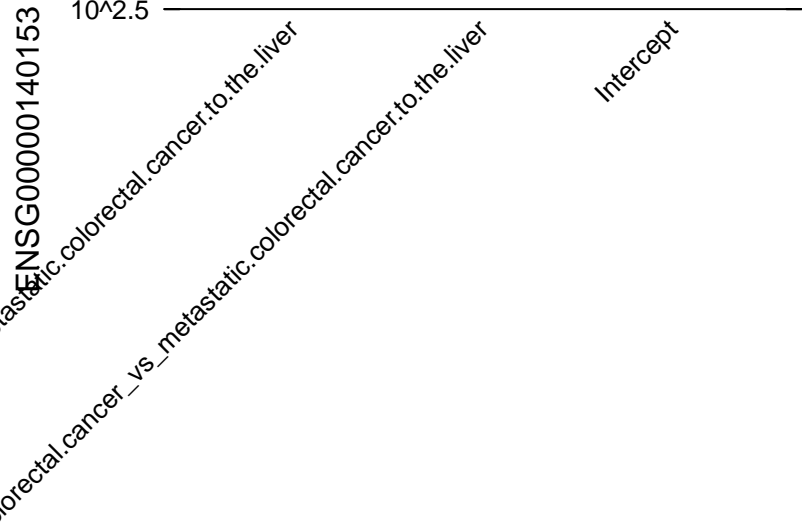 10^2.5
ENSG00000140153
metastatic.colorectal.cancer.to.the.liver
colorectal.cancer_vs_metastatic.colorectal.cancer.to.the.liver
Intercept